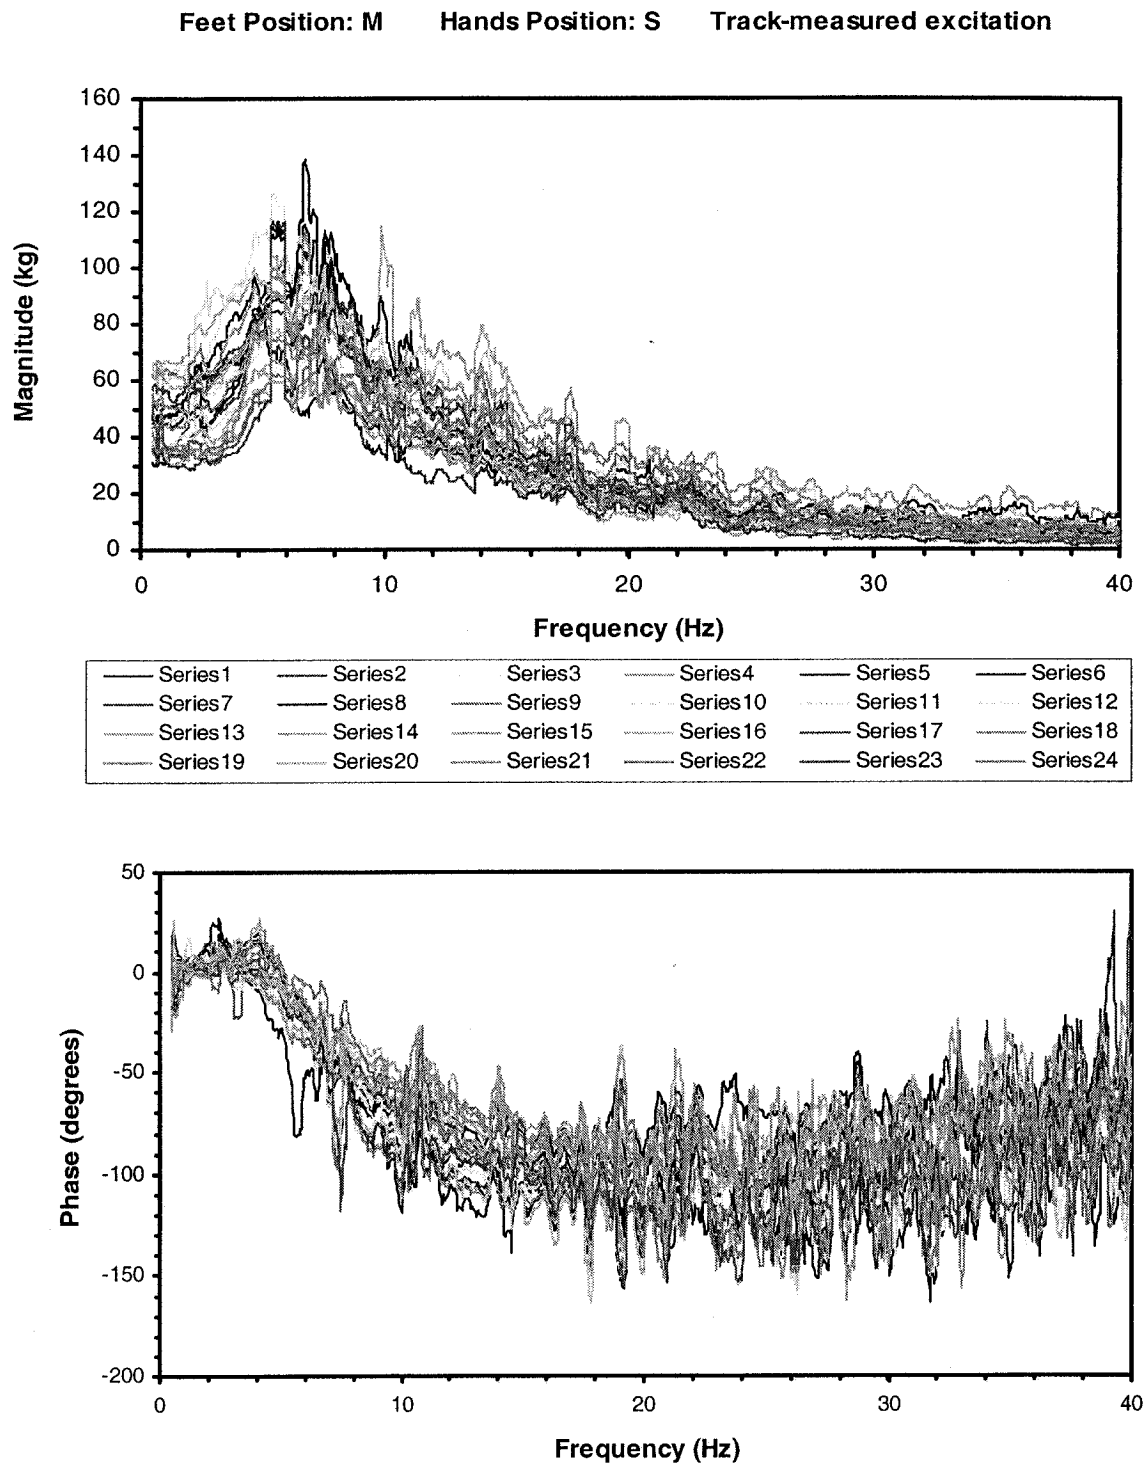 Feet Position: M Hands Position: S Track-measured excitation
160
140
120
100
80
60
40
20
0
Magnitude (kg)
0 10 20 30 40
Frequency (Hz)
Series1 Series2 Series3 Series4 Series5 Series6
Series7 Series8 Series9 Series10 Series11 Series12
Series13 Series14 Series15 Series16 Series17 Series18
Series19 Series20 Series21 Series22 Series23 Series24
50
0
-50
-100
-150
-200
Phase (degrees)
0 10 20 30 40
Frequency (Hz)